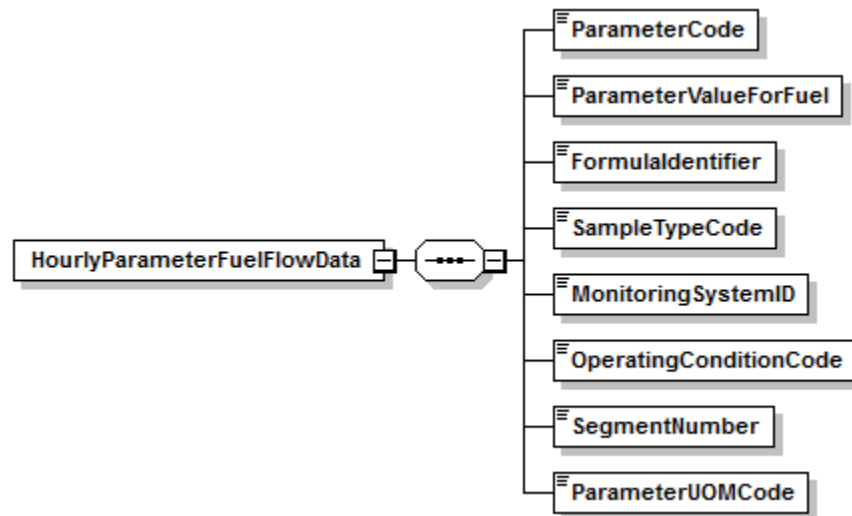 ParameterCode
ParameterValueForFuel
FormulaIdentifier
SampleTypeCode
HourlyParameterFuelFlowData
MonitoringSystemID
OperatingConditionCode
SegmentNumber
ParameterUOMCode